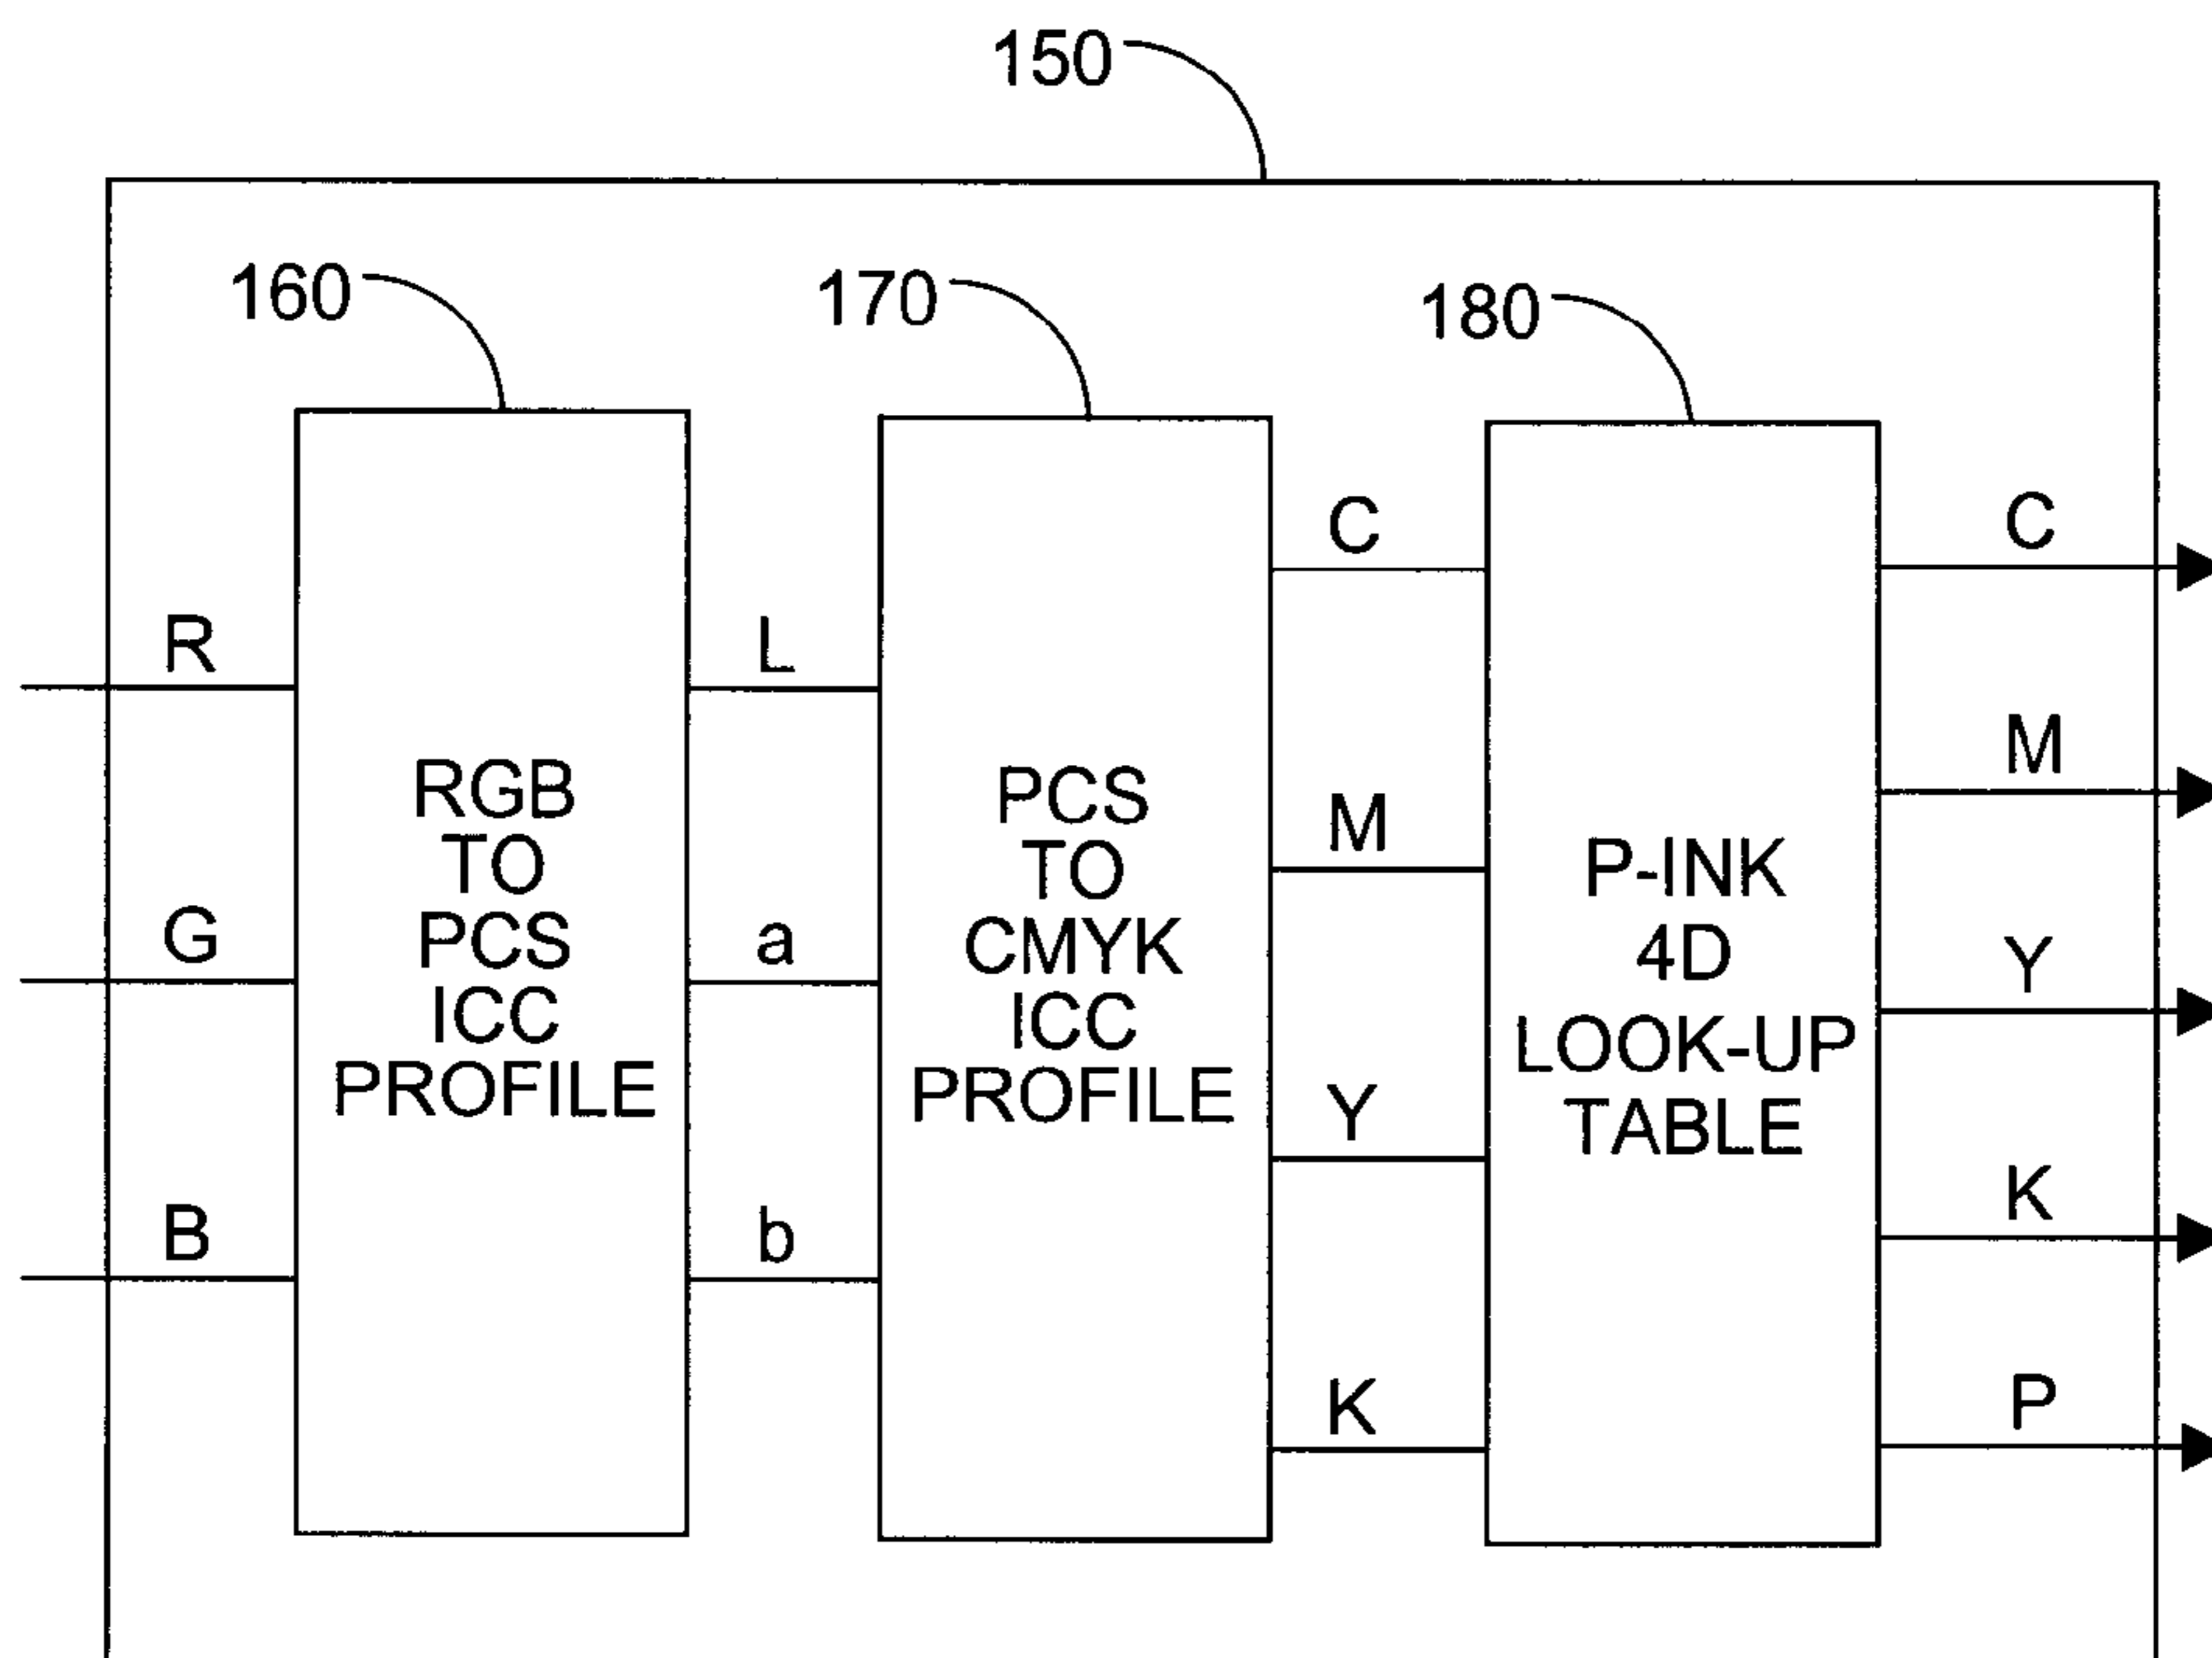 150
160
170
180
R
G
B
RGB
TO
PCS
ICC
PROFILE
L
a
b
PCS
TO
CMYK
ICC
PROFILE
C
M
Y
K
P-INK
4D
LOOK-UP
TABLE
C
M
Y
K
P